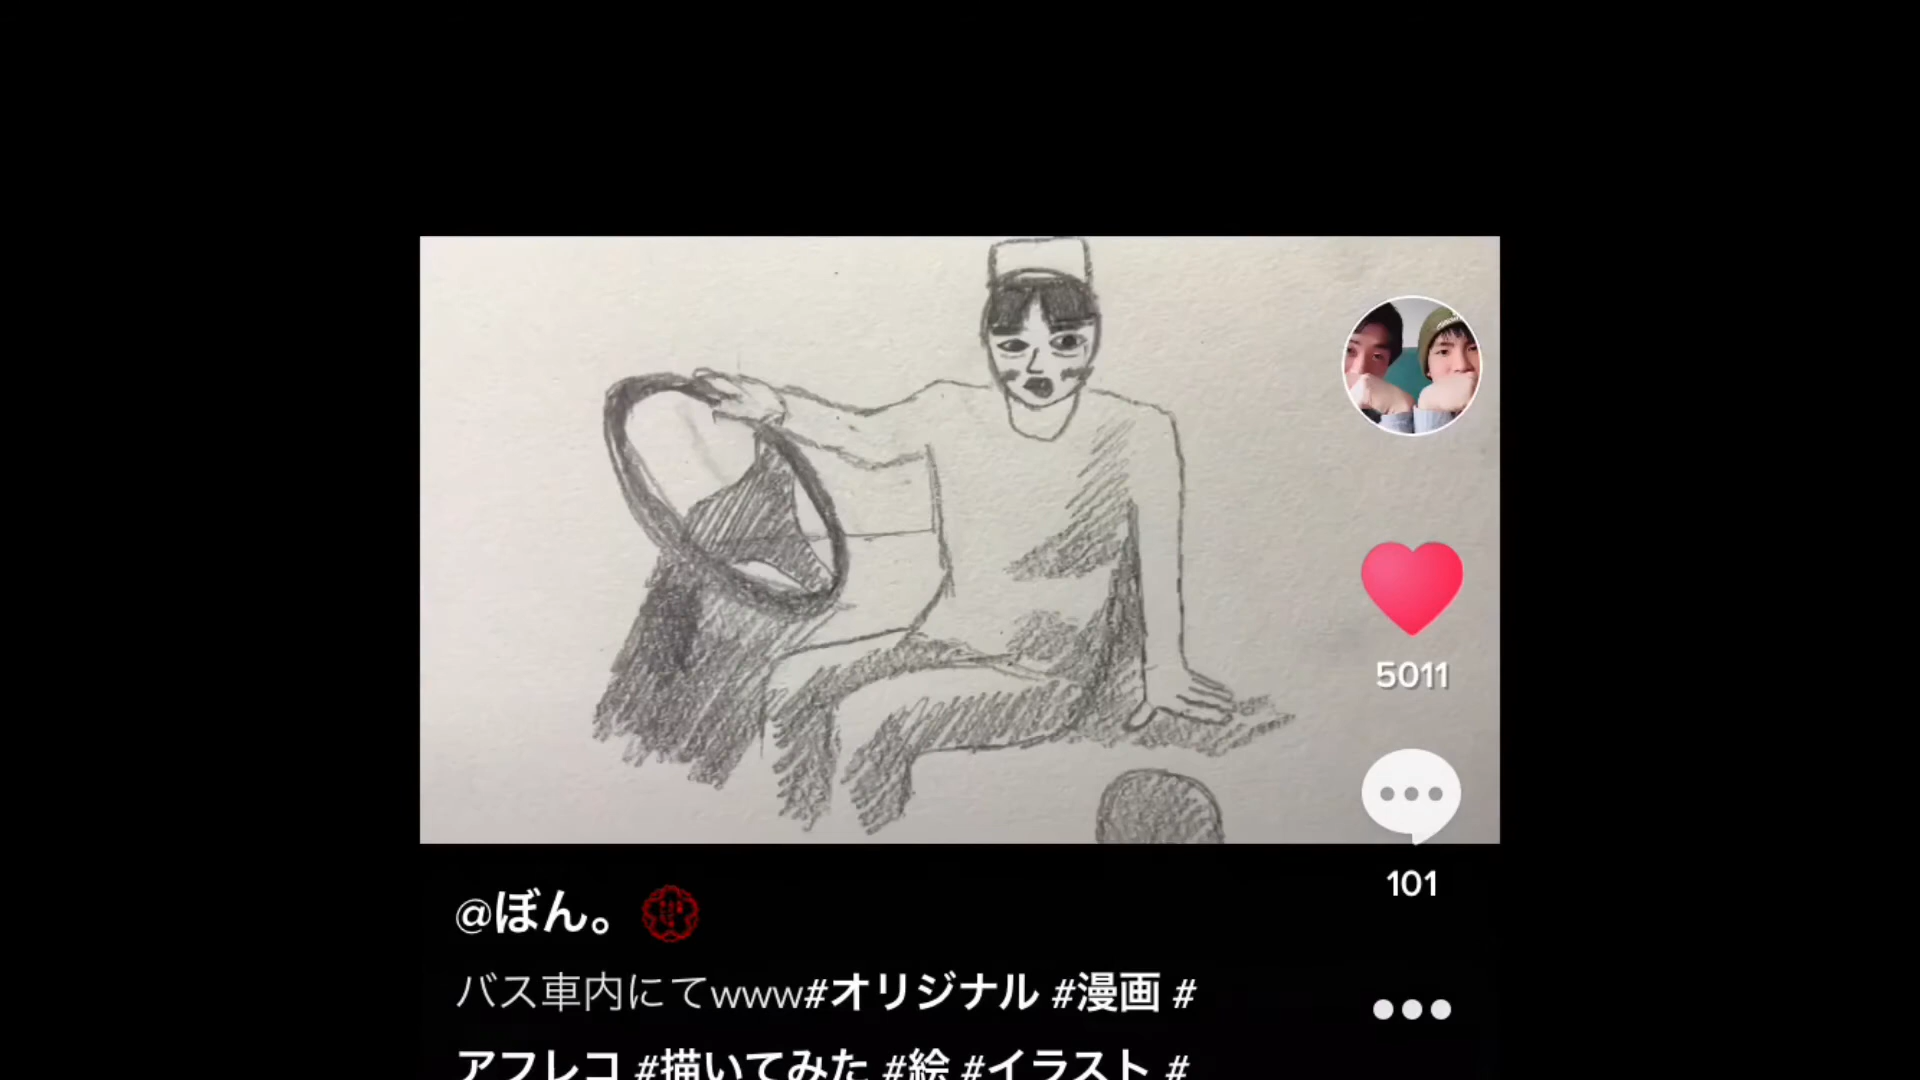 5011
101
@ぼん。
バス車内にてwww#オリジナル #漫画 #
アフレコ #描いてみた #絵 #イラスト #